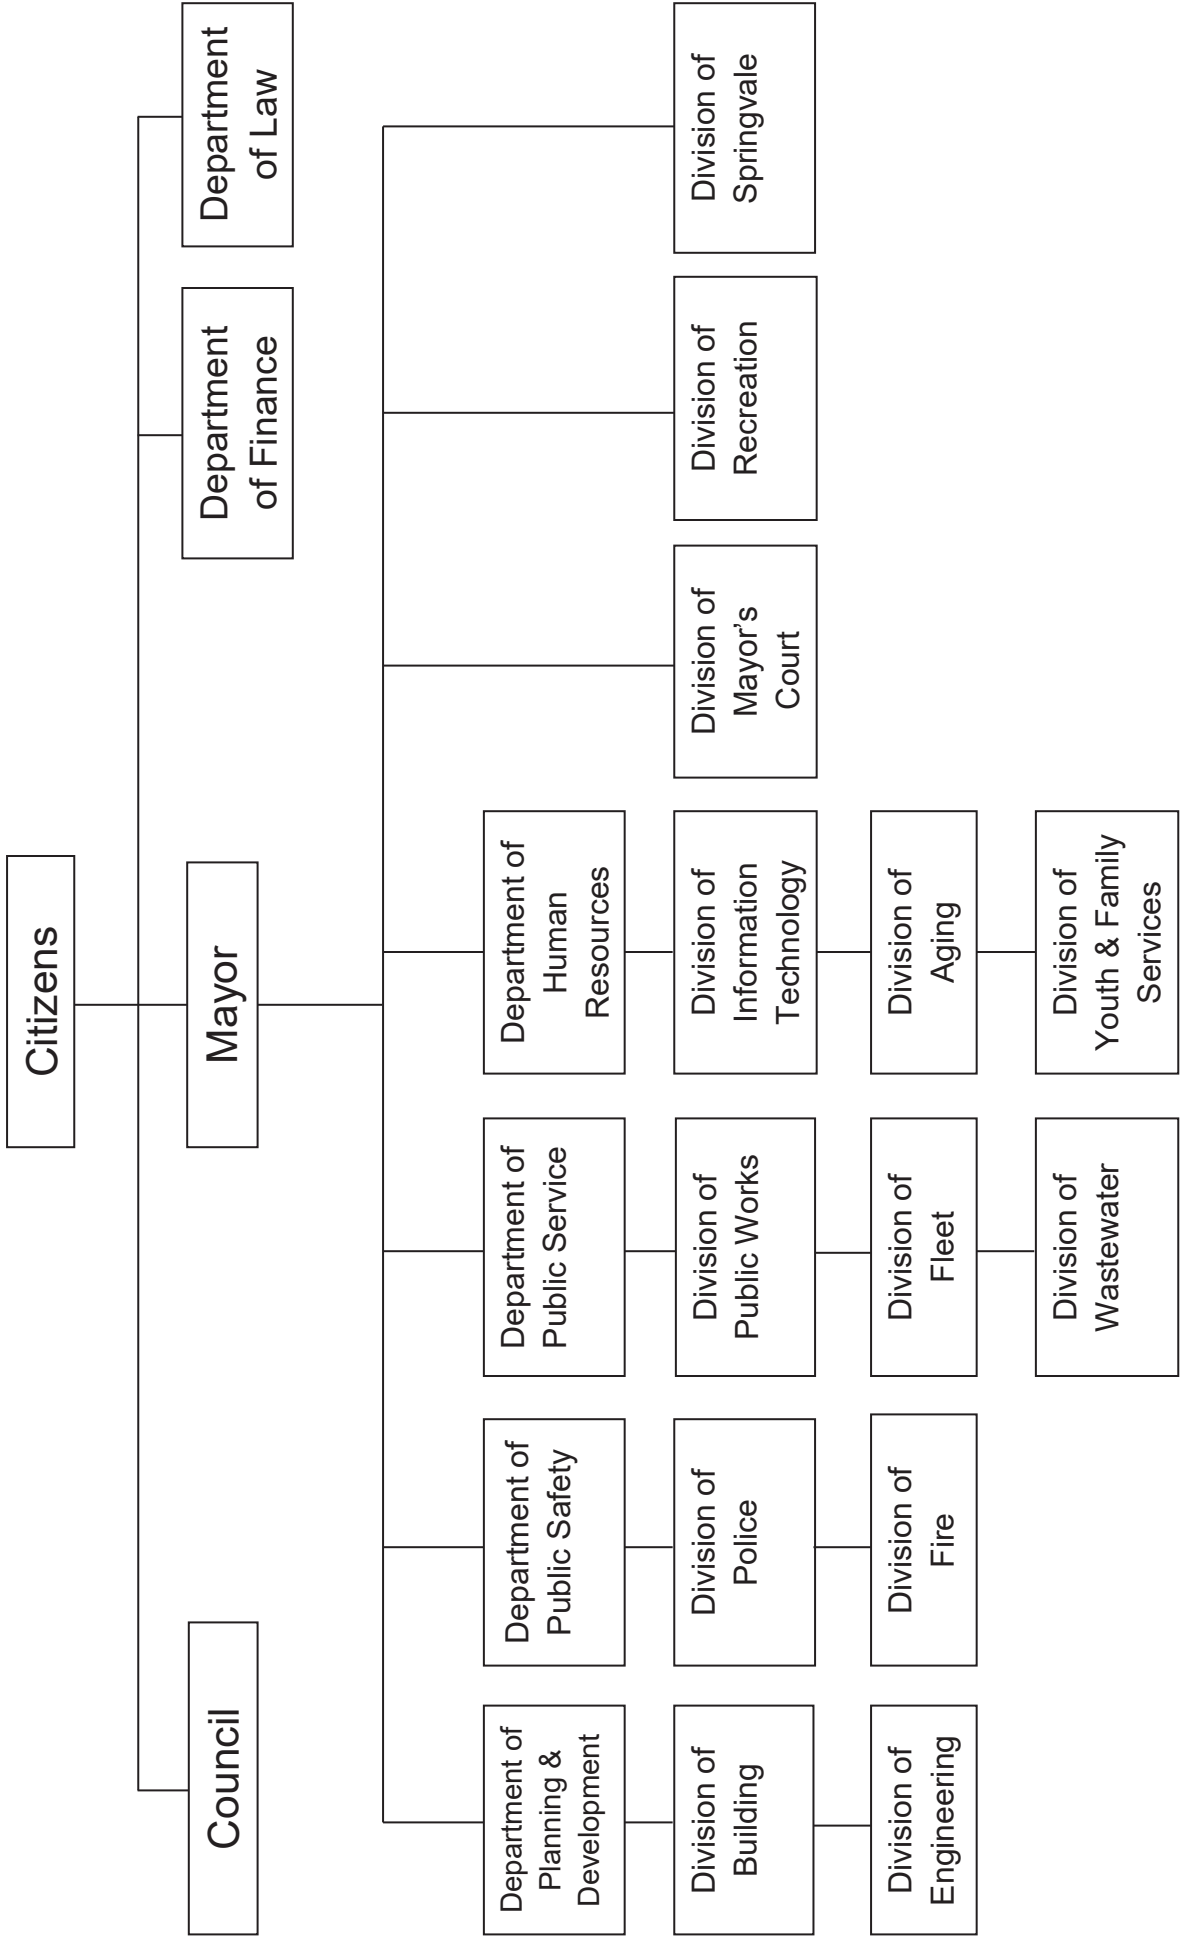 Citizens
Council
Mayor
Department
of Finance
Department
of Law
Department of
Planning &
Development
Department of
Public Safety
Department of
Public Service
Department of
Human
Resources
Division of
Building
Division of
Police
Division of
Public Works
Division of
Information
Technology
Division of
Mayor’s
Court
Division of
Recreation
Division of
Springvale
Division of
Engineering
Division of
Fire
Division of
Fleet
Division of
Aging
Division of
Wastewater
Division of
Youth & Family
Services